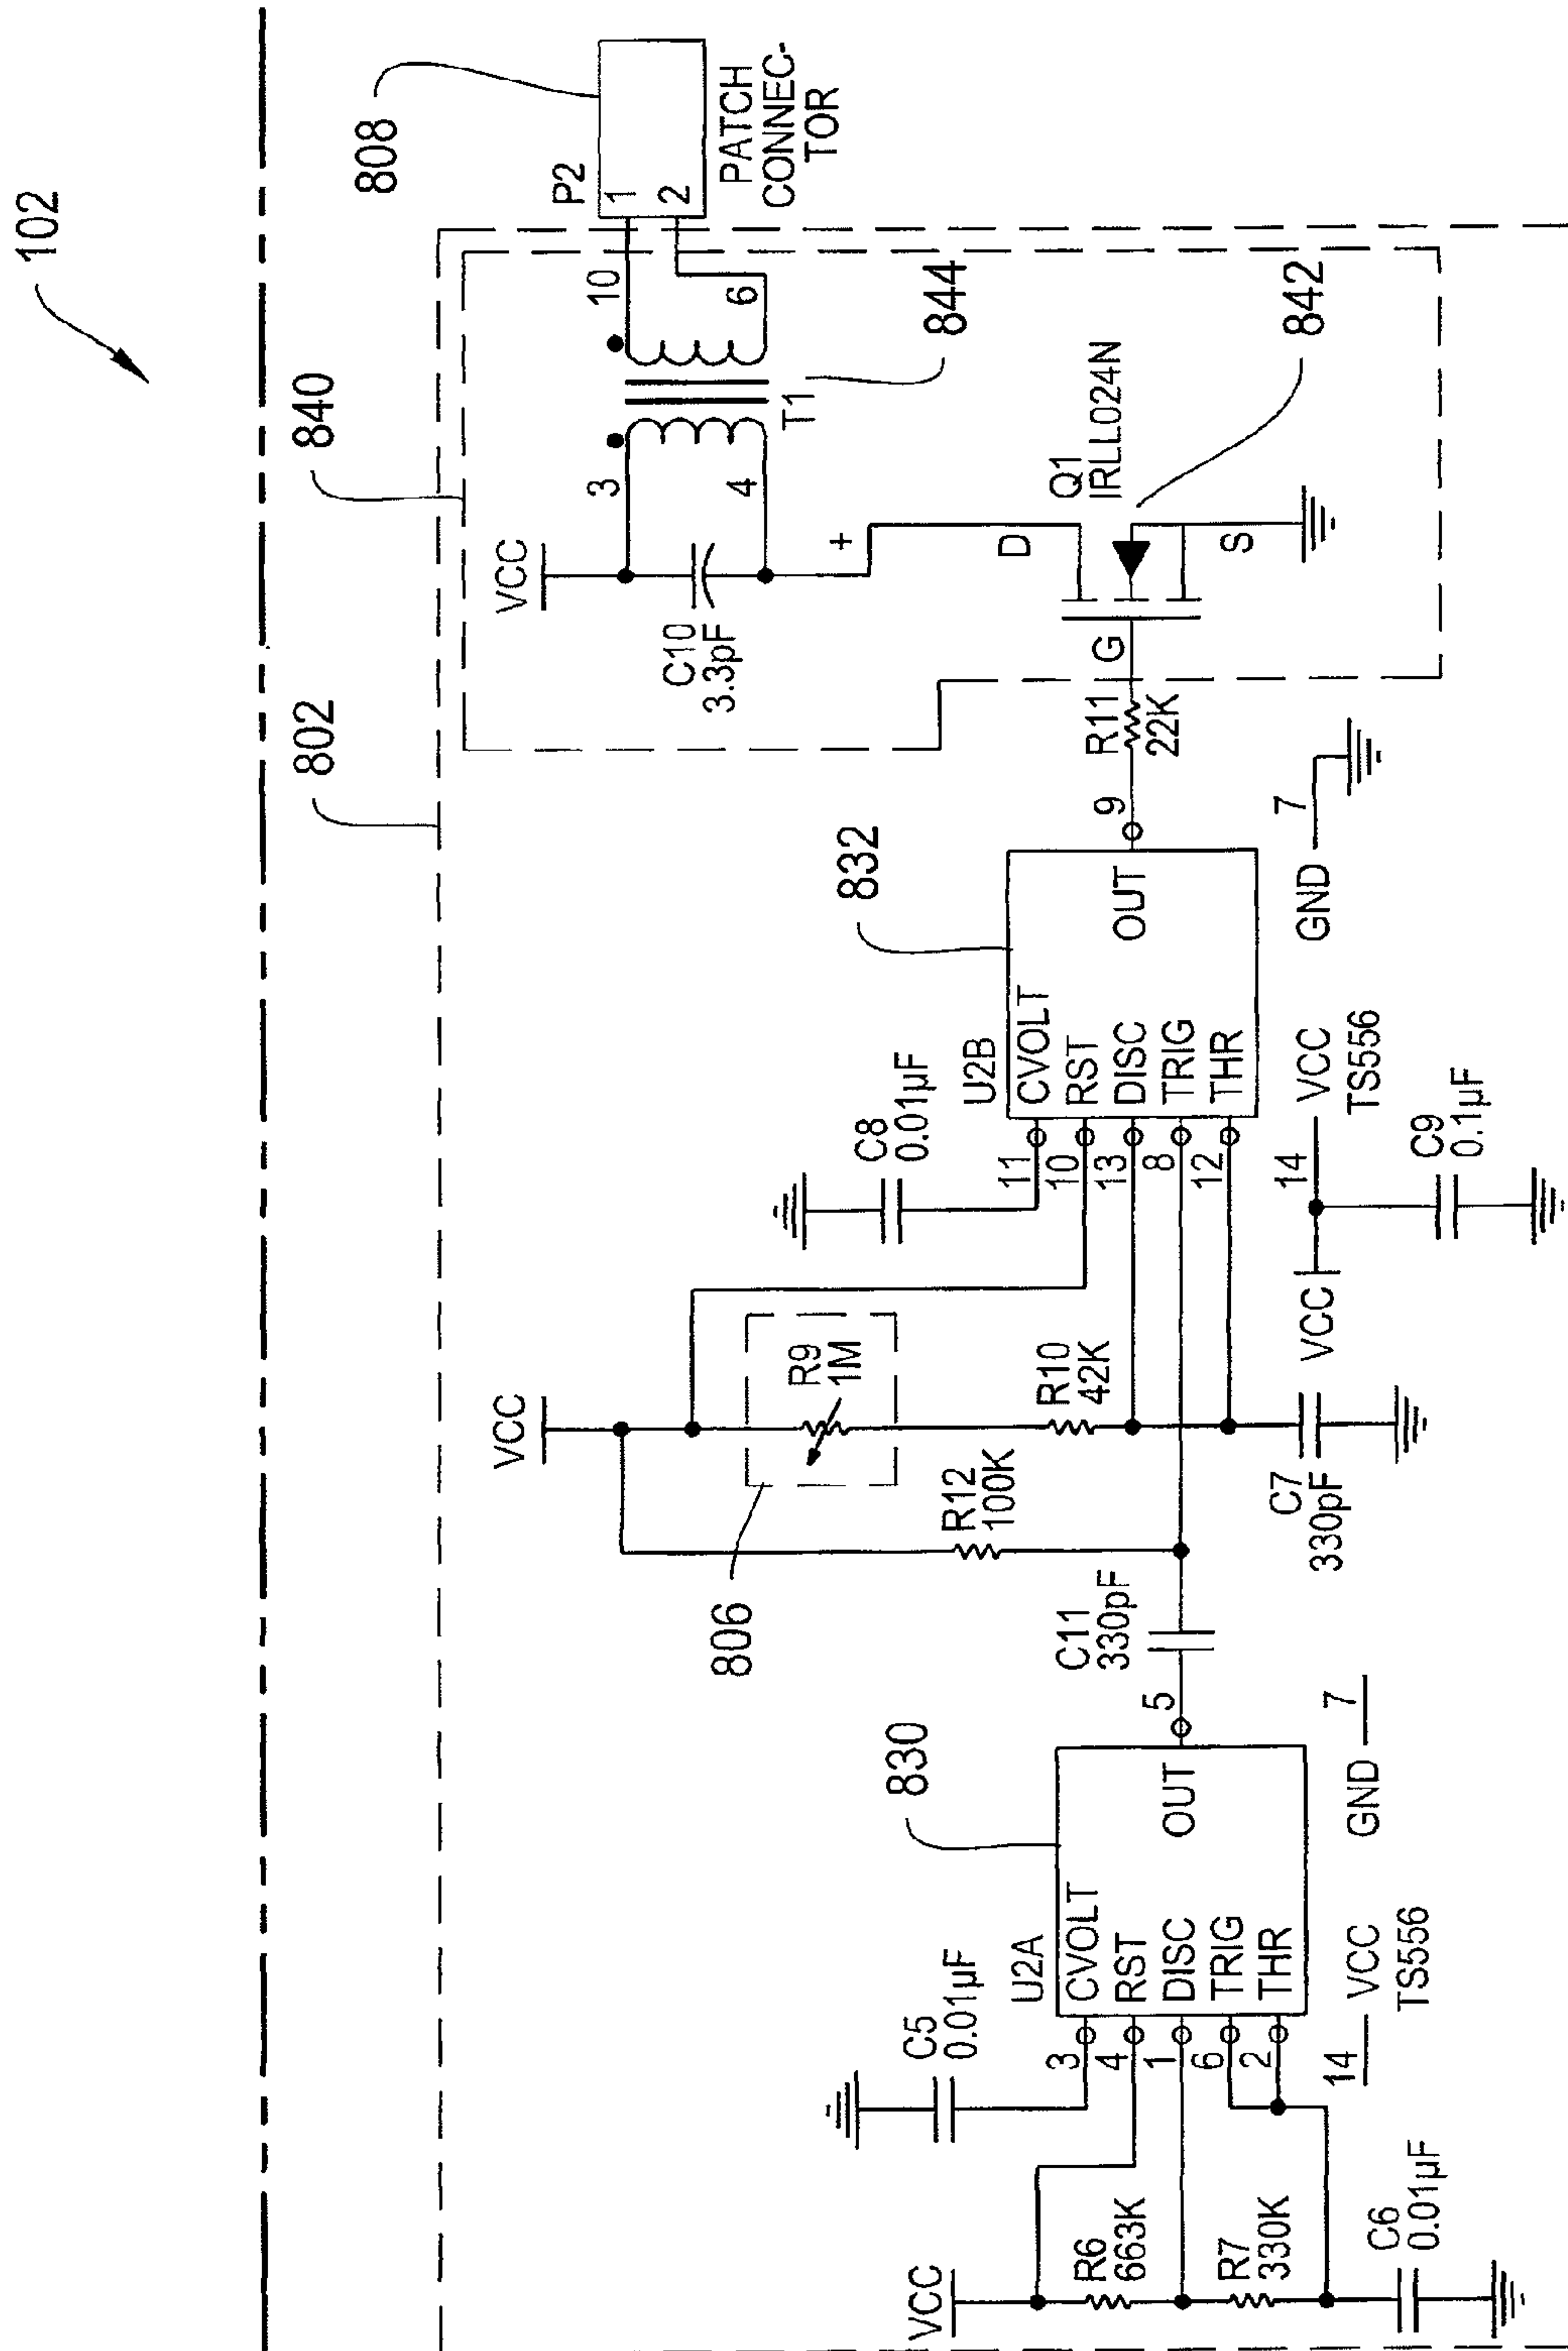 102
802
840
808
P2
1
2
PATCH
CONNEC-
TOR
VCC
C10
3.3pF
3
4
10
6
T1
844
+
D
Q1
IRLL024N
G
S
842
R11
22K
VCC
806
R9
1M
R12
100K
R10
42K
C7
330pF
C8
0.01µF
11
10
13
8
12
U2B
CVOLT
RST
DISC
TRIG
THR
OUT
9
832
VCC
14
VCC
TS556
GND
7
C9
0.1µF
VCC
R6
663K
R7
330K
C6
0.01µF
C5
0.01µF
3
4
1
6
2
U2A
CVOLT
RST
DISC
TRIG
THR
OUT
5
830
C11
330pF
14
VCC
TS556
GND
7